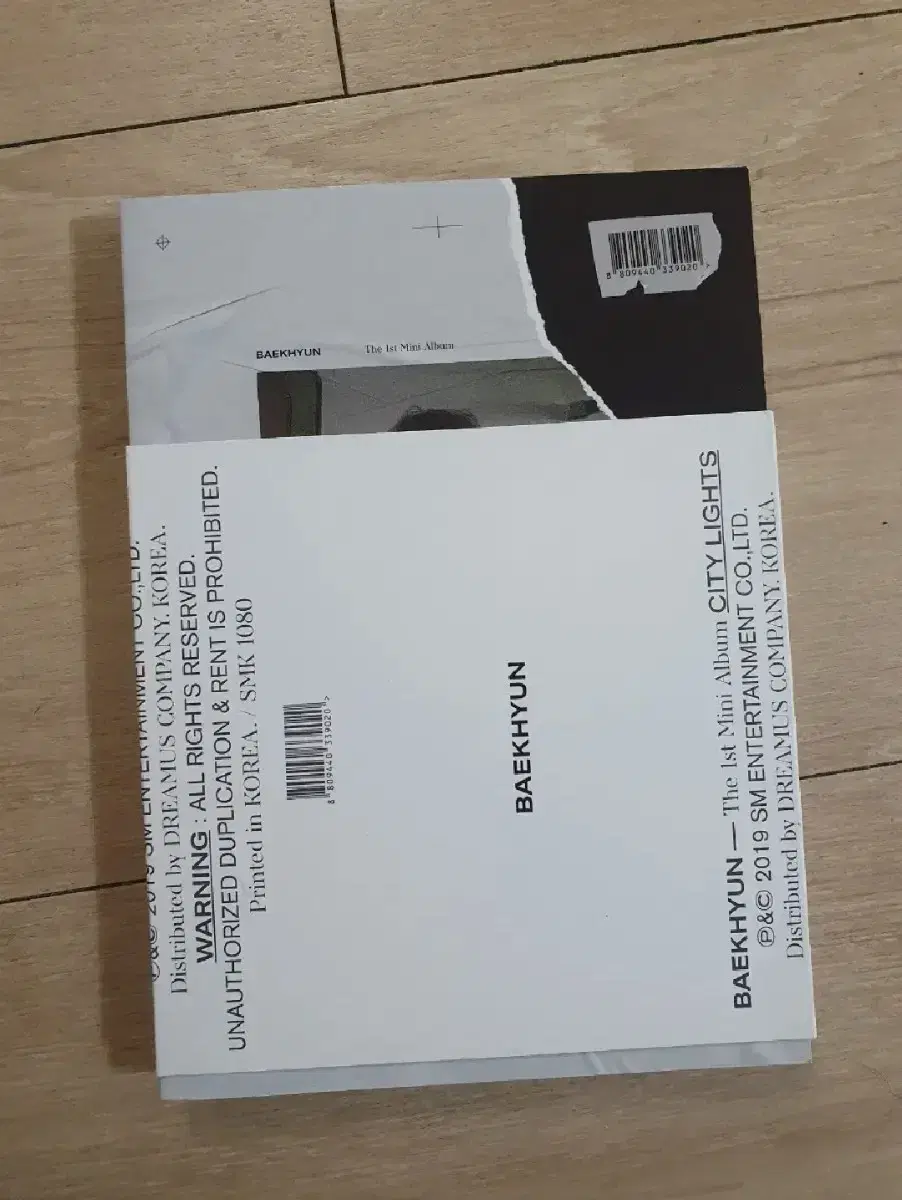 8 809440 339020 >
BAEKHYUN The 1st Mini Album
℗&© 2019 SM ENTERTAINMENT CO.,LTD.
Distributed by DREAMUS COMPANY. KOREA.
WARNING : ALL RIGHTS RESERVED.
UNAUTHORIZED DUPLICATION & RENT IS PROHIBITED.
Printed in KOREA. / SMK 1080
8 809440 339020 >
BAEKHYUN
BAEKHYUN — The 1st Mini Album CITY LIGHTS
℗&© 2019 SM ENTERTAINMENT CO.,LTD.
Distributed by DREAMUS COMPANY. KOREA.